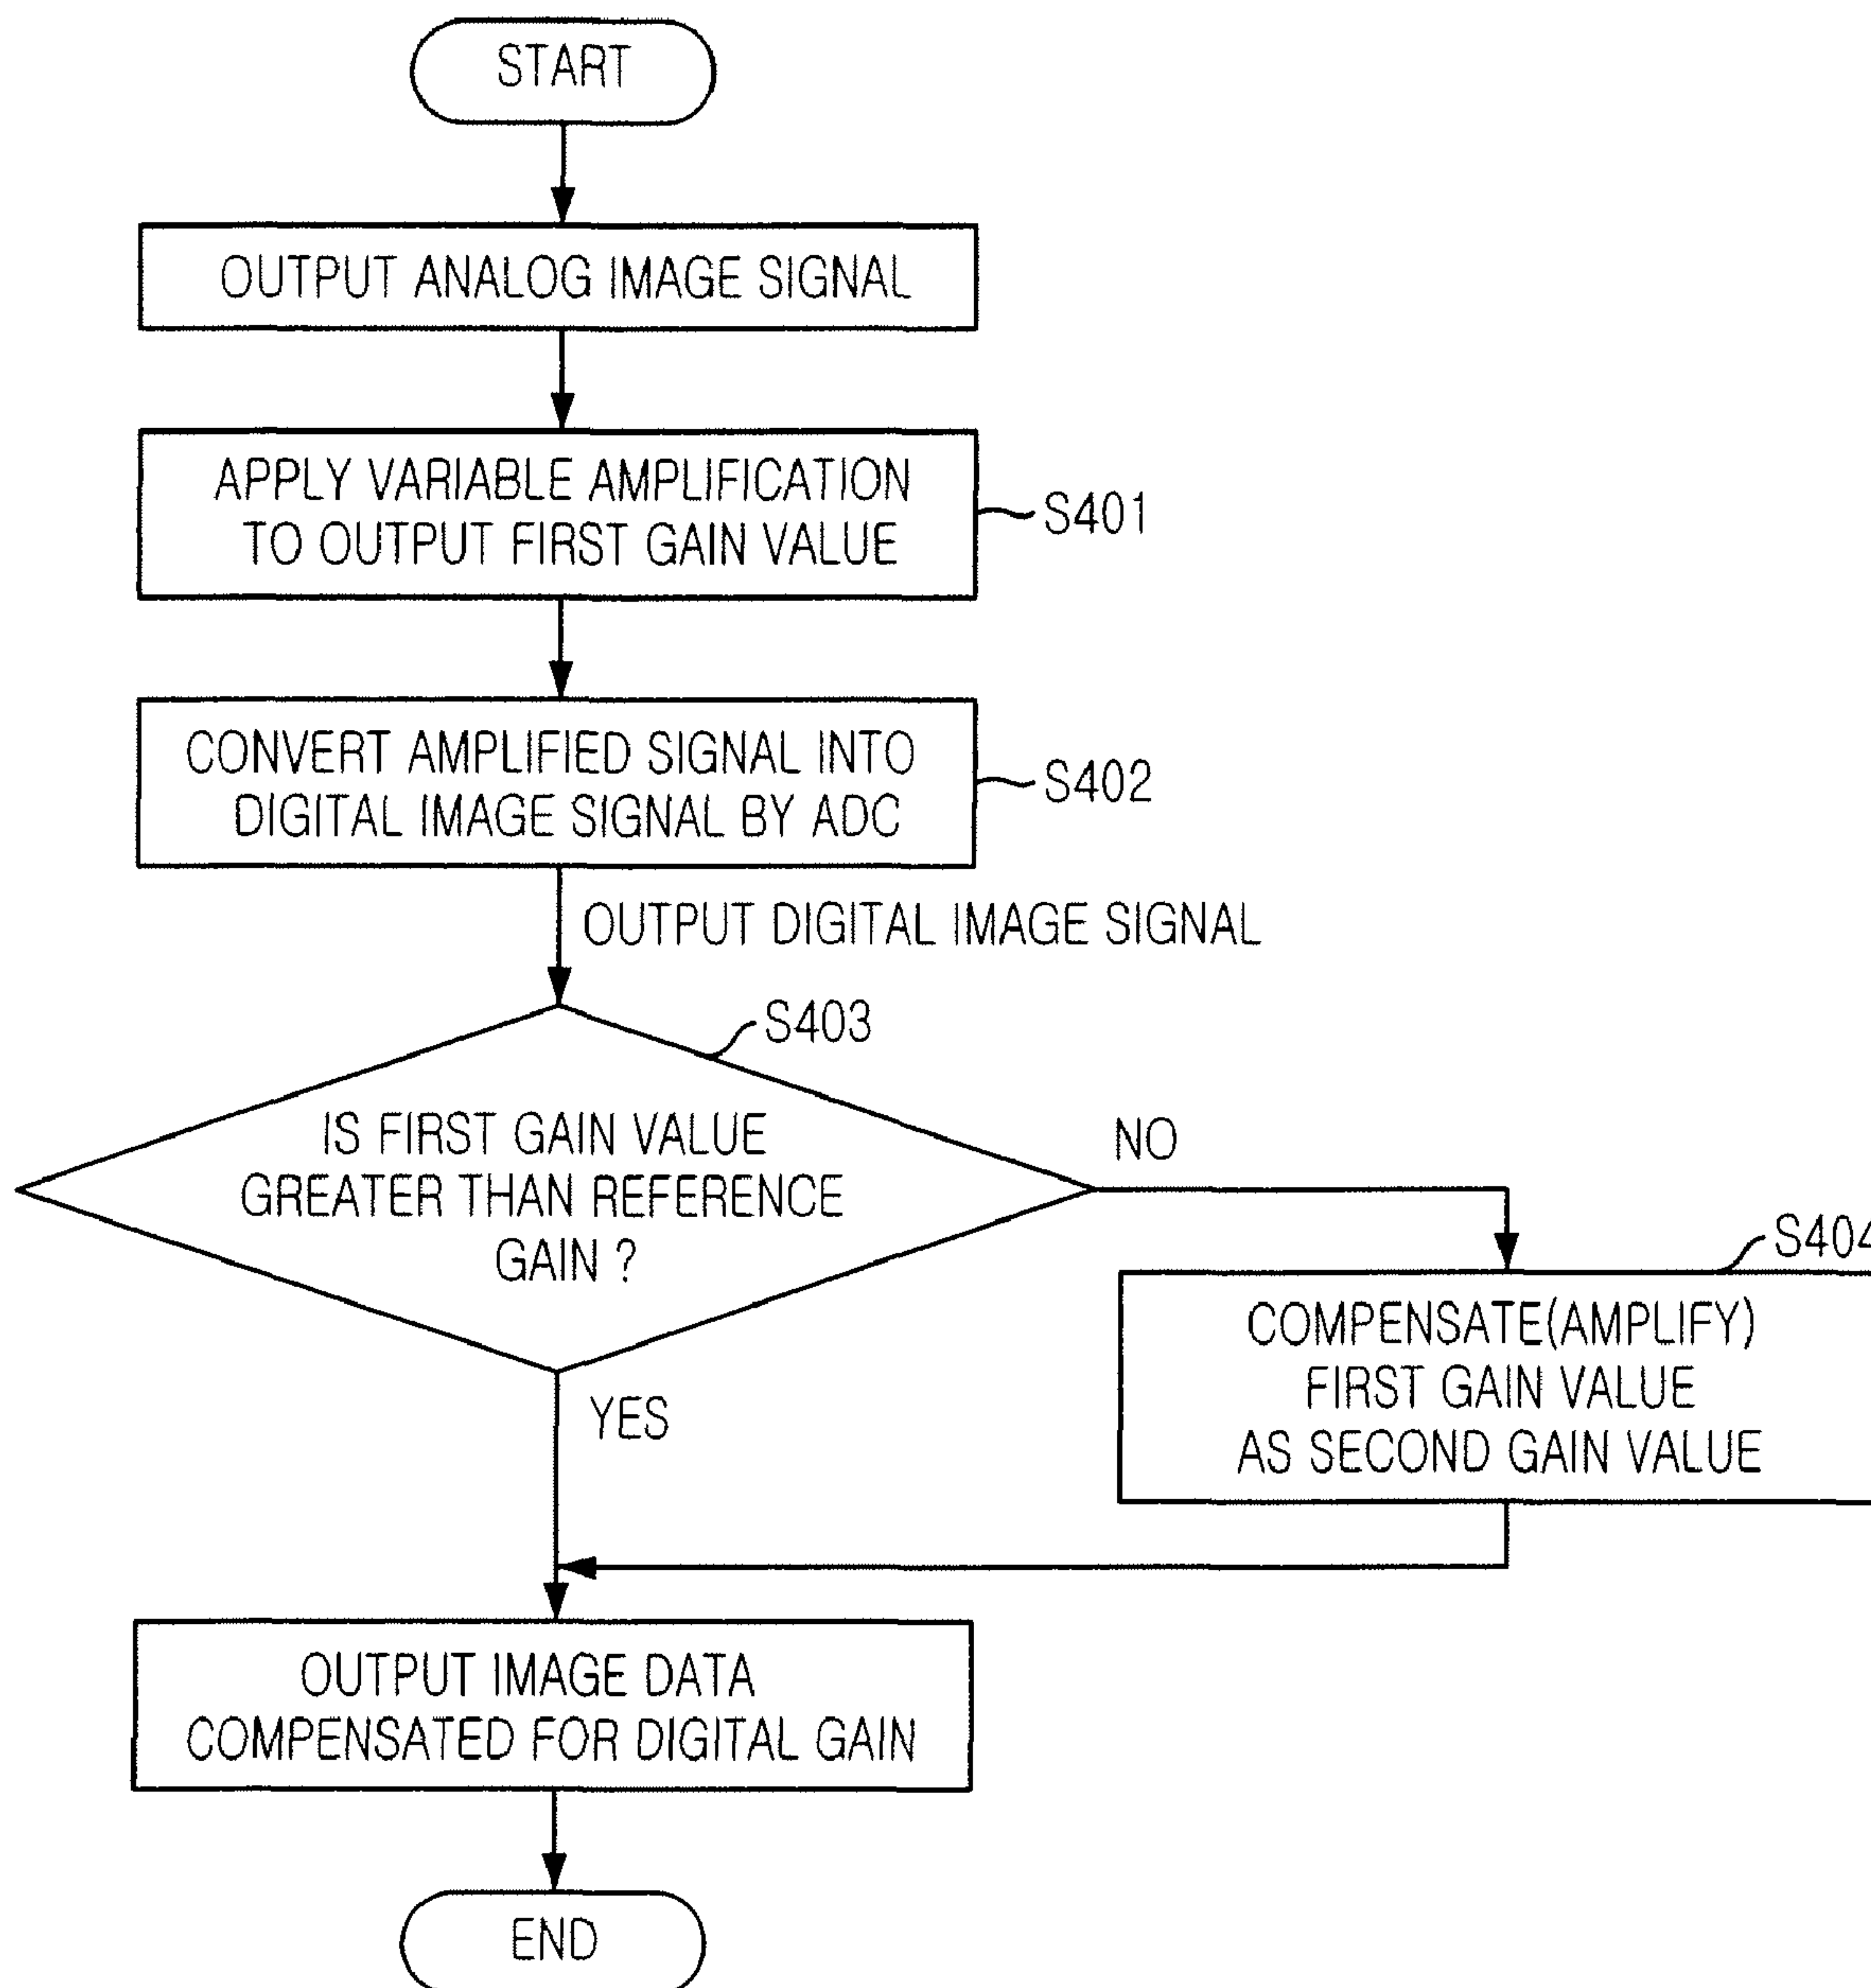 START
OUTPUT ANALOG IMAGE SIGNAL
APPLY VARIABLE AMPLIFICATION
TO OUTPUT FIRST GAIN VALUE
S401
CONVERT AMPLIFIED SIGNAL INTO
DIGITAL IMAGE SIGNAL BY ADC
S402
OUTPUT DIGITAL IMAGE SIGNAL
S403
IS FIRST GAIN VALUE
GREATER THAN REFERENCE
GAIN ?
NO
S404
COMPENSATE(AMPLIFY)
FIRST GAIN VALUE
AS SECOND GAIN VALUE
YES
OUTPUT IMAGE DATA
COMPENSATED FOR DIGITAL GAIN
END